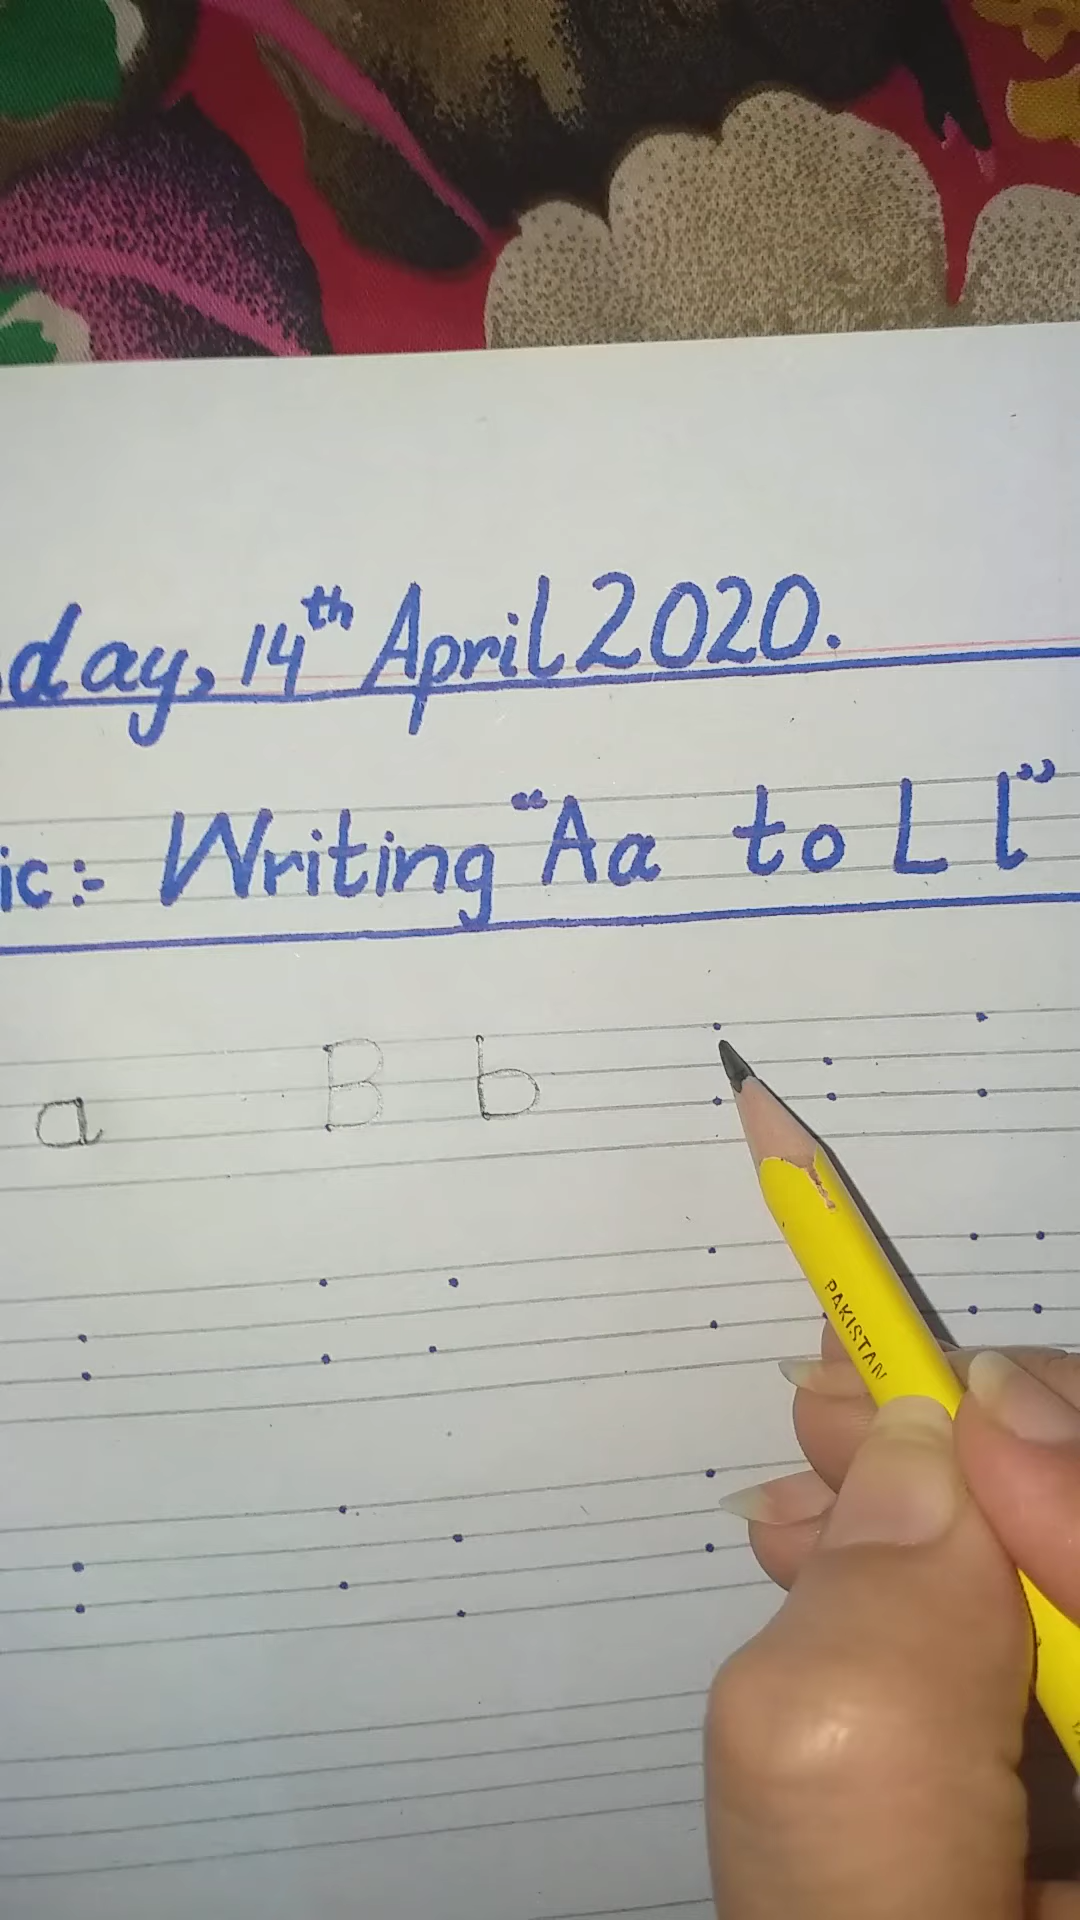 day, 14th April 2020.
ic:- Writing "Aa to Ll"
a B b
PAKISTAN